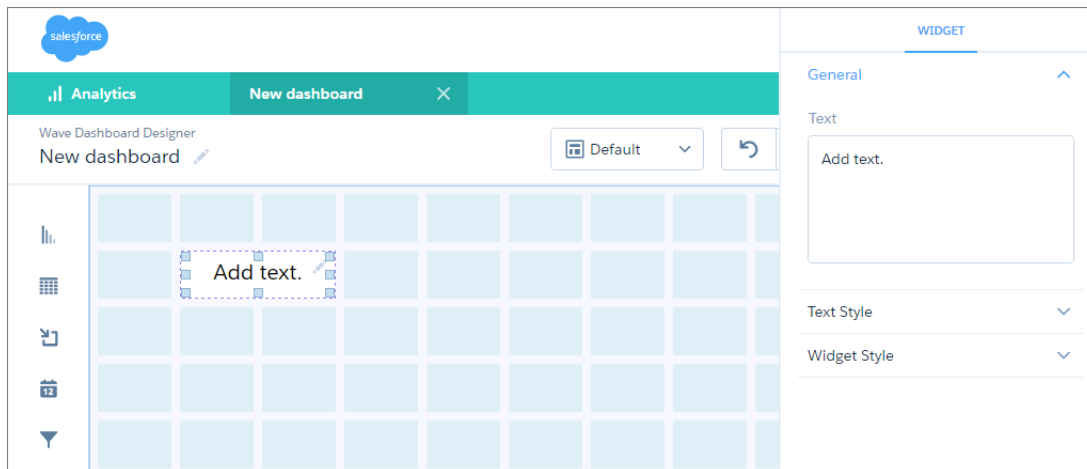 salesforce
Analytics
New dashboard
Wave Dashboard Designer
New dashboard
Default
12
Add text.
WIDGET
General
Text
Add text.
Text Style
Widget Style